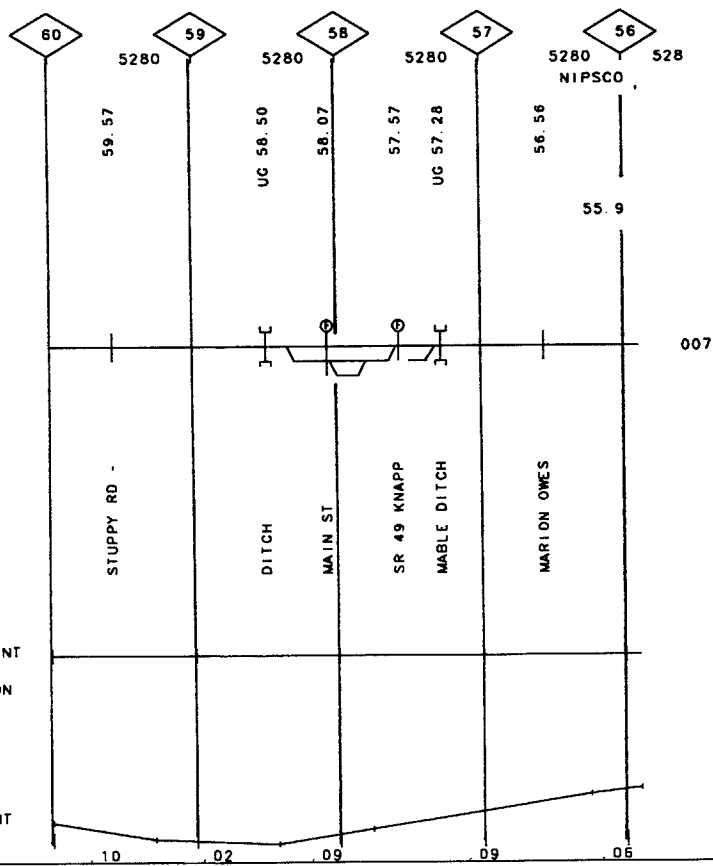 60 59 58 57 56
5280 5280 5280 5280 528
NIPSCO
59.57
UG 58.50
58.07
57.57
UG 57.28
56.56
55.9
007
STUPPY RD -
DITCH
MAIN ST
SR 49 KNAPP
MABLE DITCH
MARION OWES
NT
ON
IT
.10 .02 .09 .09 .06